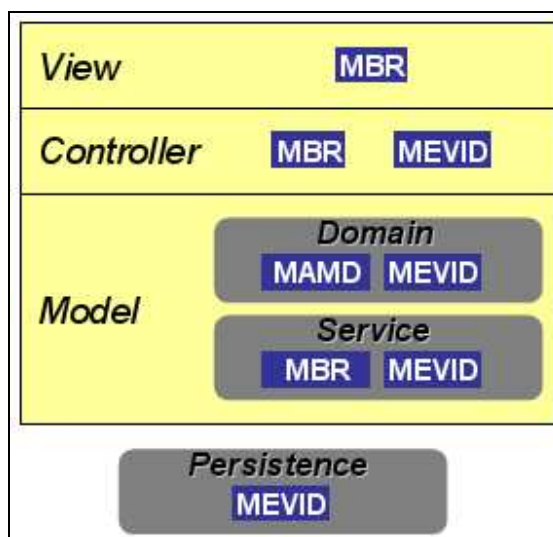 View MBR
Controller MBR MEVID
Domain
MAMD MEVID
Model
Service
MBR MEVID
Persistence
MEVID